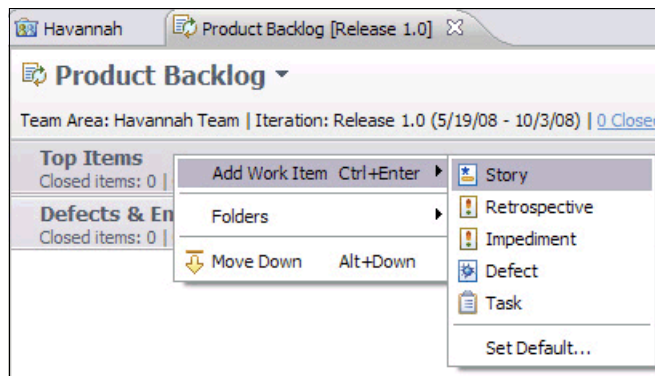 Havannah Product Backlog [Release 1.0]
Product Backlog
Team Area: Havannah Team | Iteration: Release 1.0 (5/19/08 - 10/3/08) | 0 Closed
Top Items
Closed items: 0 |
Add Work Item Ctrl+Enter
Story
Defects & En
Closed items: 0 |
Folders
Retrospective
Impediment
Move Down Alt+Down
Defect
Task
Set Default...